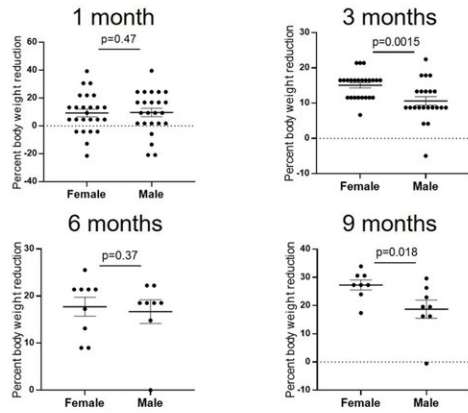 1 month
p=0.47
Percent body weight reduction
60
40
20
0
-20
-40
Female
Male
3 months
p=0.0015
Percent body weight reduction
30
20
10
0
-10
Female
Male
6 months
p=0.37
Percent body weight reduction
30
20
10
0
Female
Male
9 months
p=0.018
Percent body weight reduction
40
30
20
10
0
-10
Female
Male